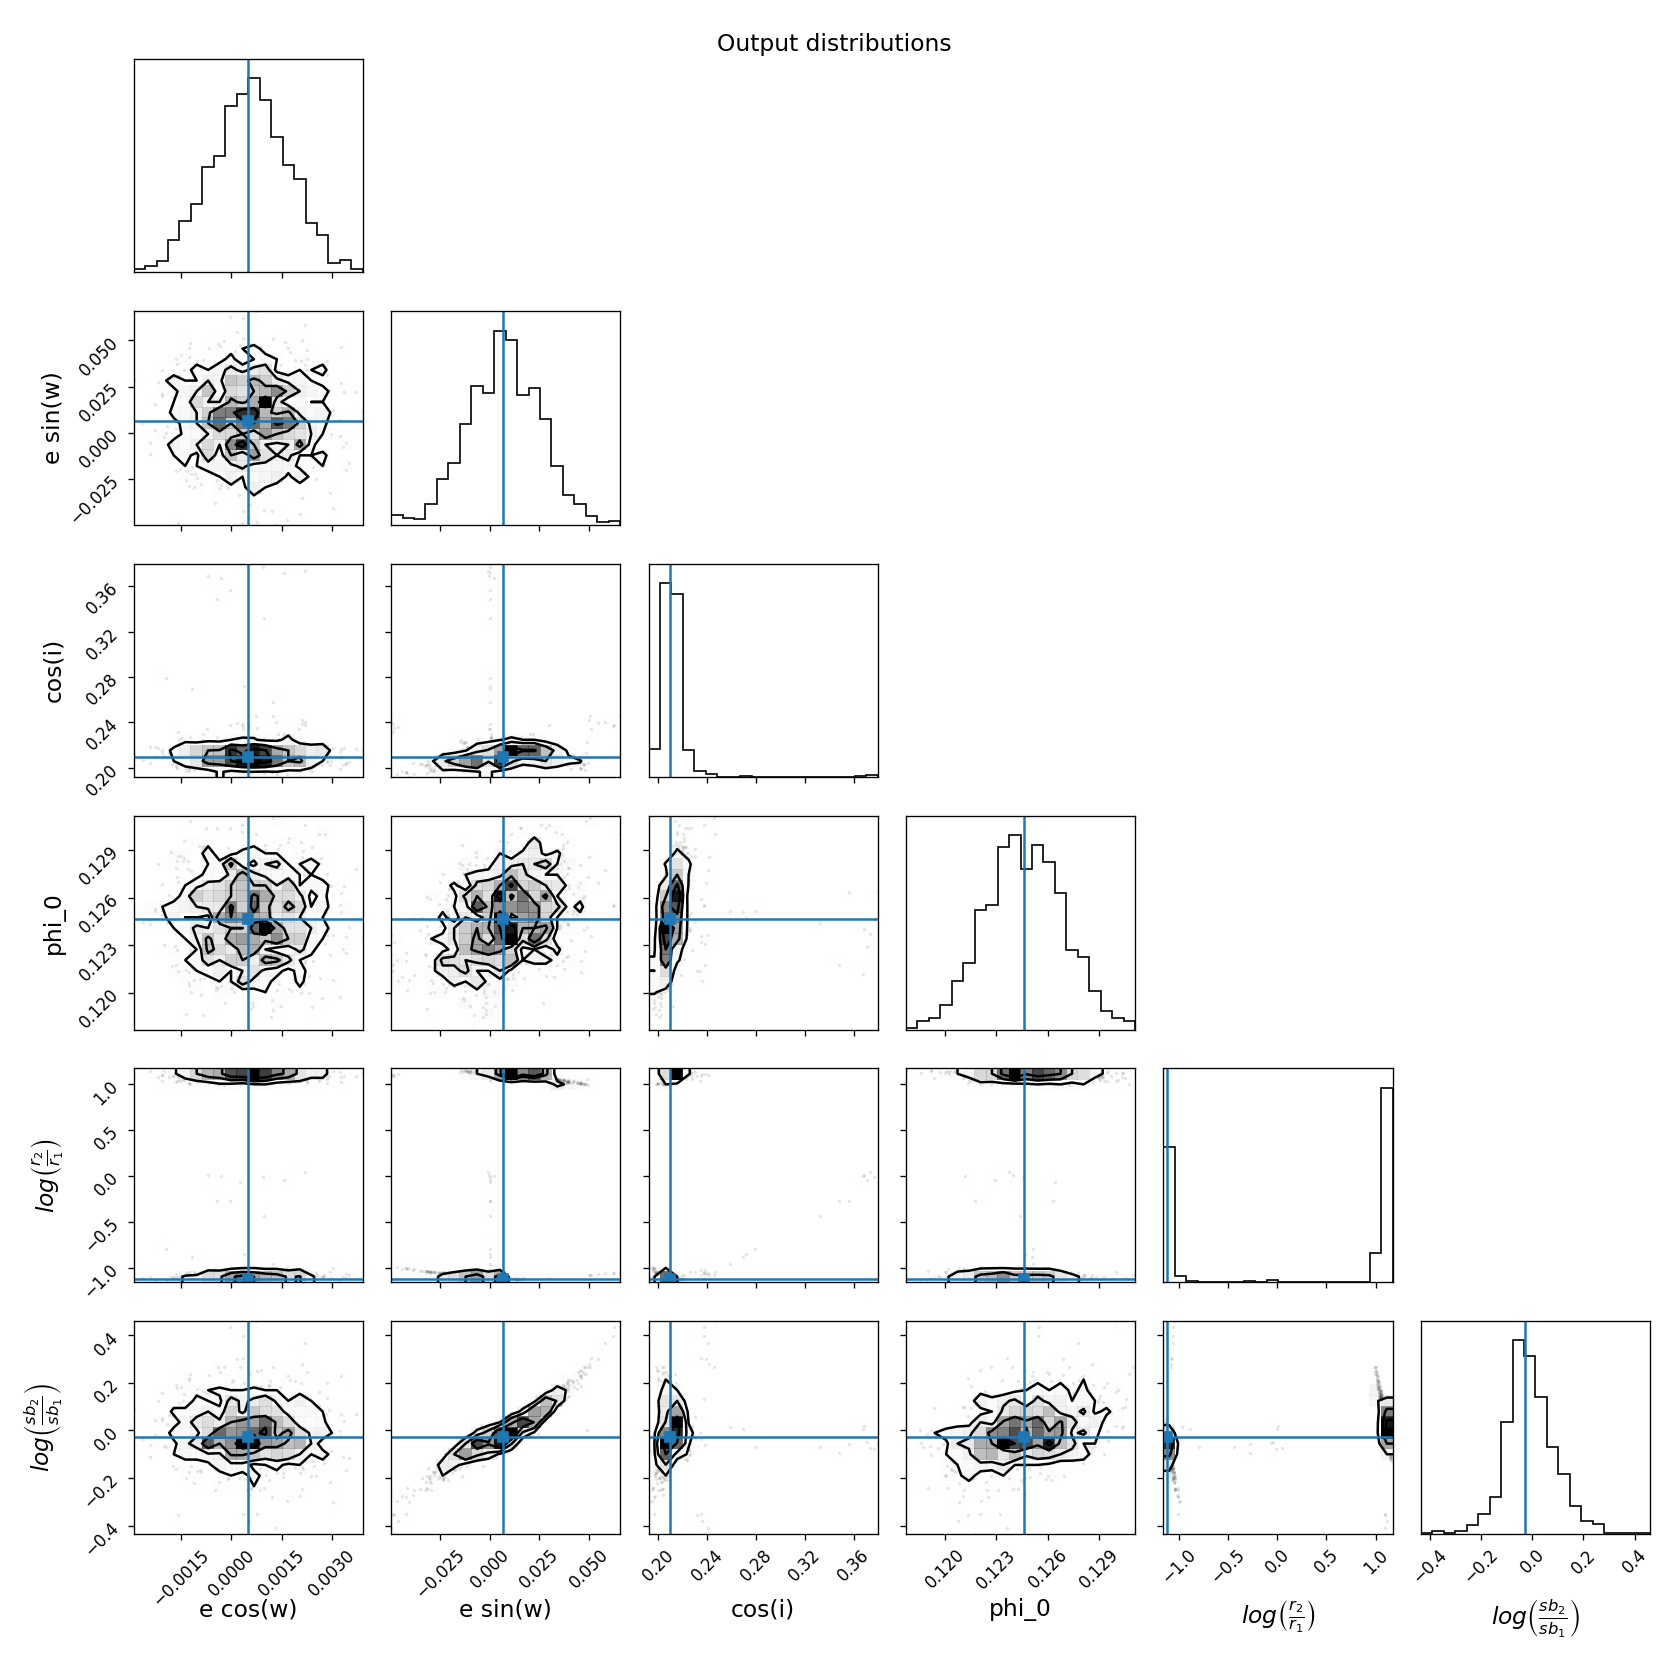 Output distributions
e sin(w)
0.050
0.025
0.000
−0.025
cos(i)
0.36
0.32
0.28
0.24
0.20
phi_0
0.129
0.126
0.123
0.120
log(r₂/r₁)
1.0
0.5
0.0
−0.5
−1.0
log(sb₂/sb₁)
0.4
0.2
0.0
−0.2
−0.4
−0.0015 0.0000 0.0015 0.0030
−0.025 0.000 0.025 0.050
0.20 0.24 0.28 0.32 0.36
0.120 0.123 0.126 0.129
−1.0 −0.5 0.0 0.5 1.0
−0.4 −0.2 0.0 0.2 0.4
e cos(w) e sin(w) cos(i) phi_0 log(r₂/r₁) log(sb₂/sb₁)